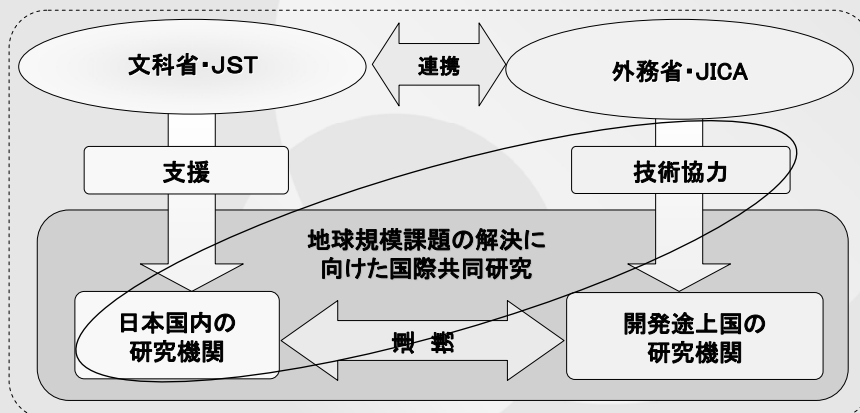 文科省・JST
連携
外務省・JICA
支援
技術協力
地球規模課題の解決に
向けた国際共同研究
日本国内の
研究機関
連携
開発途上国の
研究機関